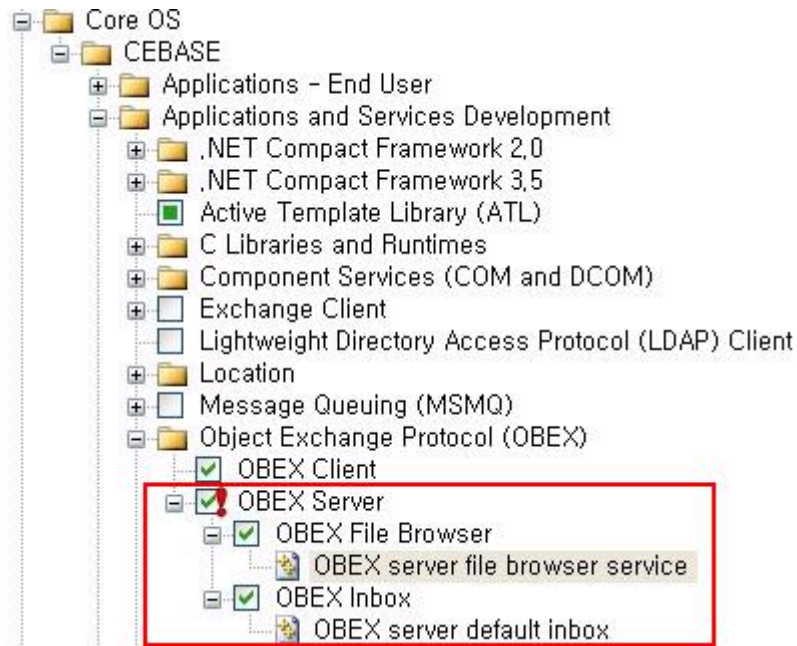 Core OS
CEBASE
Applications - End User
Applications and Services Development
.NET Compact Framework 2.0
.NET Compact Framework 3.5
Active Template Library (ATL)
C Libraries and Runtimes
Component Services (COM and DCOM)
Exchange Client
Lightweight Directory Access Protocol (LDAP) Client
Location
Message Queuing (MSMQ)
Object Exchange Protocol (OBEX)
OBEX Client
OBEX Server
OBEX File Browser
OBEX server file browser service
OBEX Inbox
OBEX server default inbox